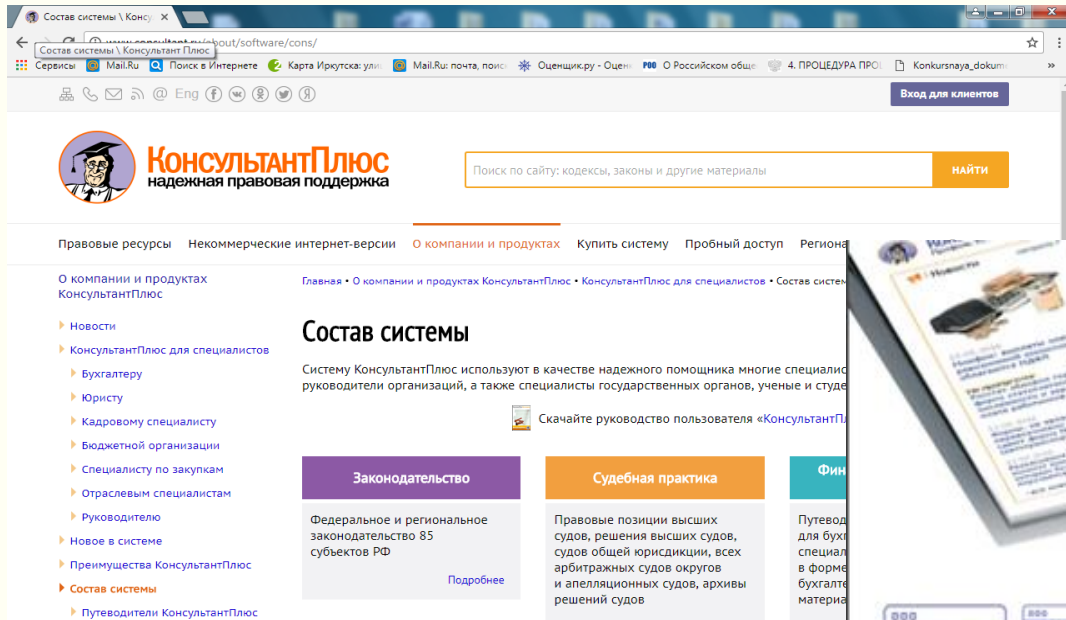 Состав системы \ Консу
Состав системы \ Консультант Плюс
/about/software/cons/
Сервисы Mail.Ru Поиск в Интернете Карта Иркутска: ули Mail.Ru: почта, поис Оценщик.ру - Оцен О Российском обще 4. ПРОЦЕДУРА ПРО Konkursnaya_dokum »
Eng
Вход для клиентов
КОНСУЛЬТАНТПЛЮС
надежная правовая поддержка
Поиск по сайту: кодексы, законы и другие материалы
НАЙТИ
Правовые ресурсы Некоммерческие интернет-версии О компании и продуктах Купить систему Пробный доступ Региона
О компании и продуктах
КонсультантПлюс
Новости
КонсультантПлюс для специалистов
Бухгалтеру
Юристу
Кадровому специалисту
Бюджетной организации
Специалисту по закупкам
Отраслевым специалистам
Руководителю
Новое в системе
Преимущества КонсультантПлюс
Состав системы
Путеводители КонсультантПлюс
Главная • О компании и продуктах КонсультантПлюс • КонсультантПлюс для специалистов • Состав систем
Состав системы
Систему КонсультантПлюс используют в качестве надежного помощника многие специалис
руководители организаций, а также специалисты государственных органов, ученые и студе
Скачайте руководство пользователя «КонсультантПл
Законодательство
Федеральное и региональное
законодательство 85
субъектов РФ
Подробнее
Судебная практика
Правовые позиции высших
судов, решения высших судов,
судов общей юрисдикции, всех
арбитражных судов округов
и апелляционных судов, архивы
решений судов
Фин
Путевод
для бухг
специал
в форме
бухгалте
материа
Новости